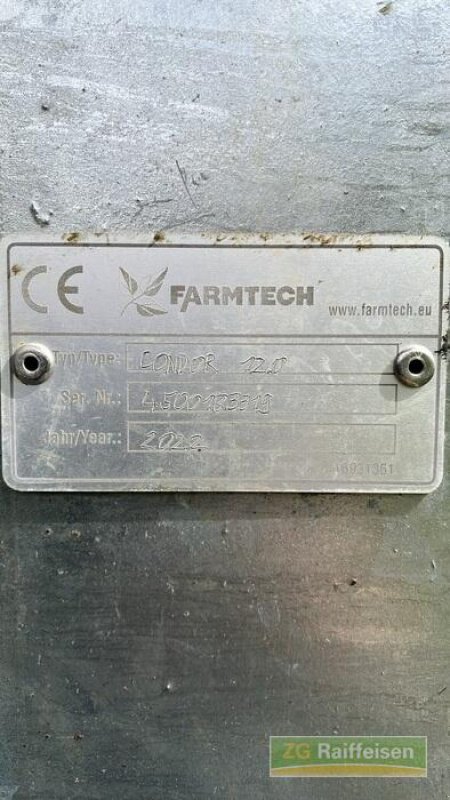 CE FARMTECH
www.farmtech.eu
Typ/Type: CONDOR 12.0
Ser. Nr.:
Jahr/Year.: 2022
ZG Raiffeisen